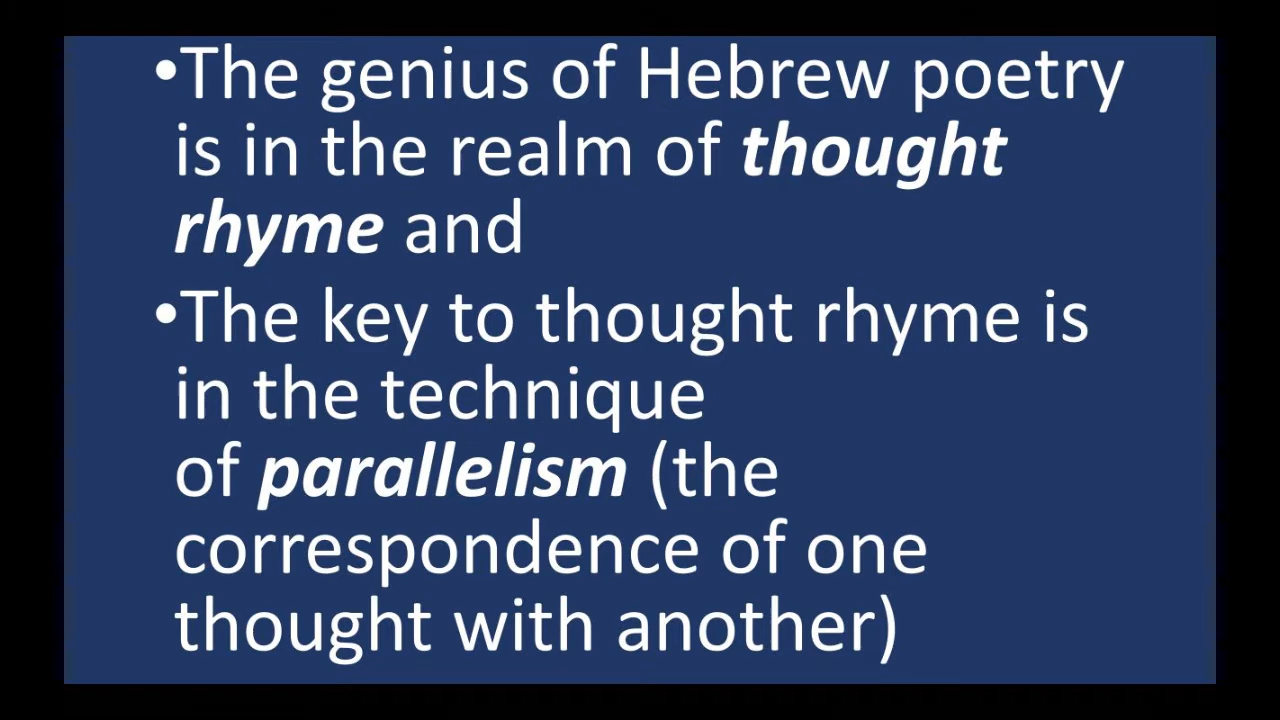 •The genius of Hebrew poetry
is in the realm of thought
rhyme and
•The key to thought rhyme is
in the technique
of parallelism (the
correspondence of one
thought with another)